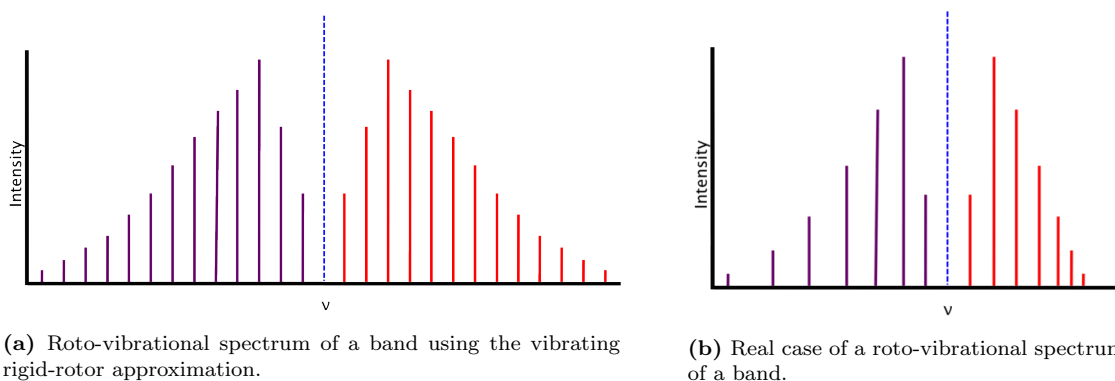 Intensity
ν
(a) Roto-vibrational spectrum of a band using the vibrating
rigid-rotor approximation.
Intensity
ν
(b) Real case of a roto-vibrational spectrum
of a band.